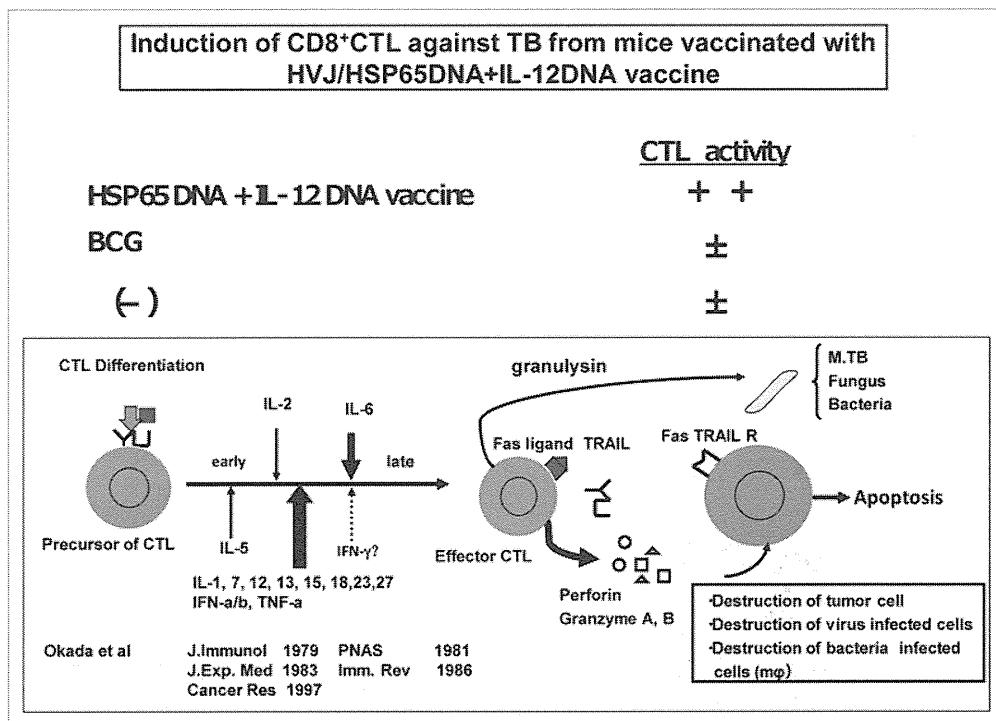 Induction of CD8⁺CTL against TB from mice vaccinated with
HVJ/HSP65DNA+IL-12DNA vaccine
CTL activity
HSP65 DNA + IL-12 DNA vaccine
+ +
BCG
±
(−)
±
CTL Differentiation
IL-2
IL-6
early
late
Precursor of CTL
IL-5
IFN-γ?
IL-1, 7, 12, 13, 15, 18,23,27
IFN-a/b, TNF-a
granulysin
M.TB
Fungus
Bacteria
Fas ligand TRAIL
Fas TRAIL R
Effector CTL
Apoptosis
Perforin
Granzyme A, B
·Destruction of tumor cell
·Destruction of virus infected cells
·Destruction of bacteria infected
cells (mφ)
Okada et al J.Immunol 1979 PNAS 1981
J.Exp. Med 1983 Imm. Rev 1986
Cancer Res 1997